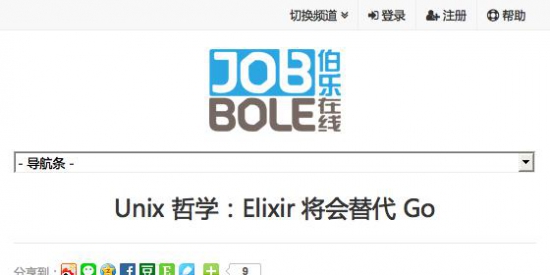 切换频道 登录 注册 帮助
JOB 伯乐
BOLE 在线
- 导航条 -
Unix 哲学：Elixir 将会替代 Go
分享到： 9